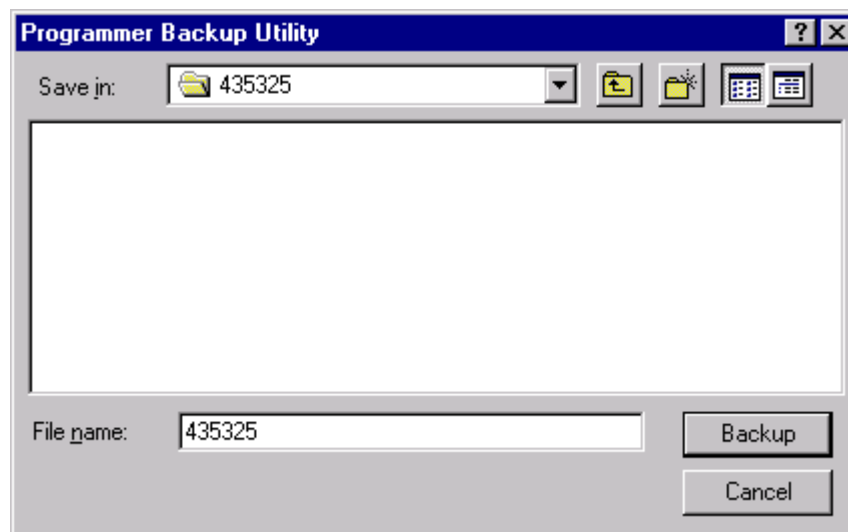 Programmer Backup Utility
Save in: 435325
File name: 435325
Backup
Cancel